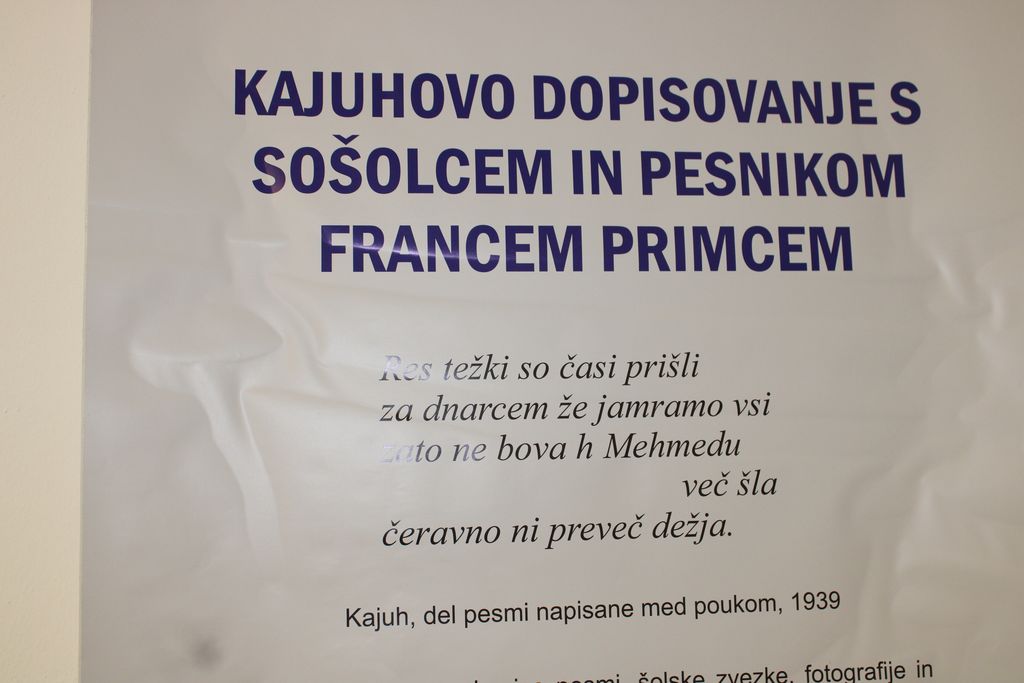 KAJUHOVO DOPISOVANJE S
SOŠOLCEM IN PESNIKOM
FRANCEM PRIMCEM
Res težki so časi prišli
za dnarcem že jamramo vsi
zato ne bova h Mehmedu
več šla
čeravno ni preveč dežja.
Kajuh, del pesmi napisane med poukom, 1939
pesmi, šolske zvezke, fotografije in